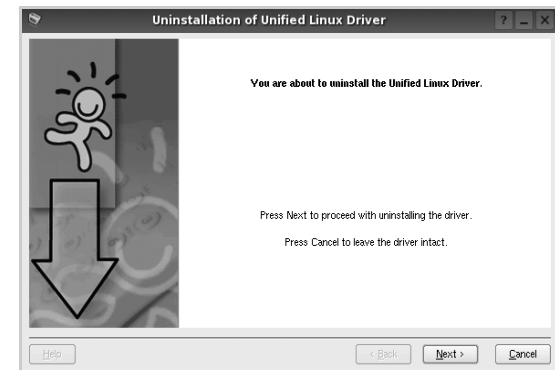 Uninstallation of Unified Linux Driver
You are about to uninstall the Unified Linux Driver.
Press Next to proceed with uninstalling the driver.
Press Cancel to leave the driver intact.
Help
< Back
Next >
Cancel